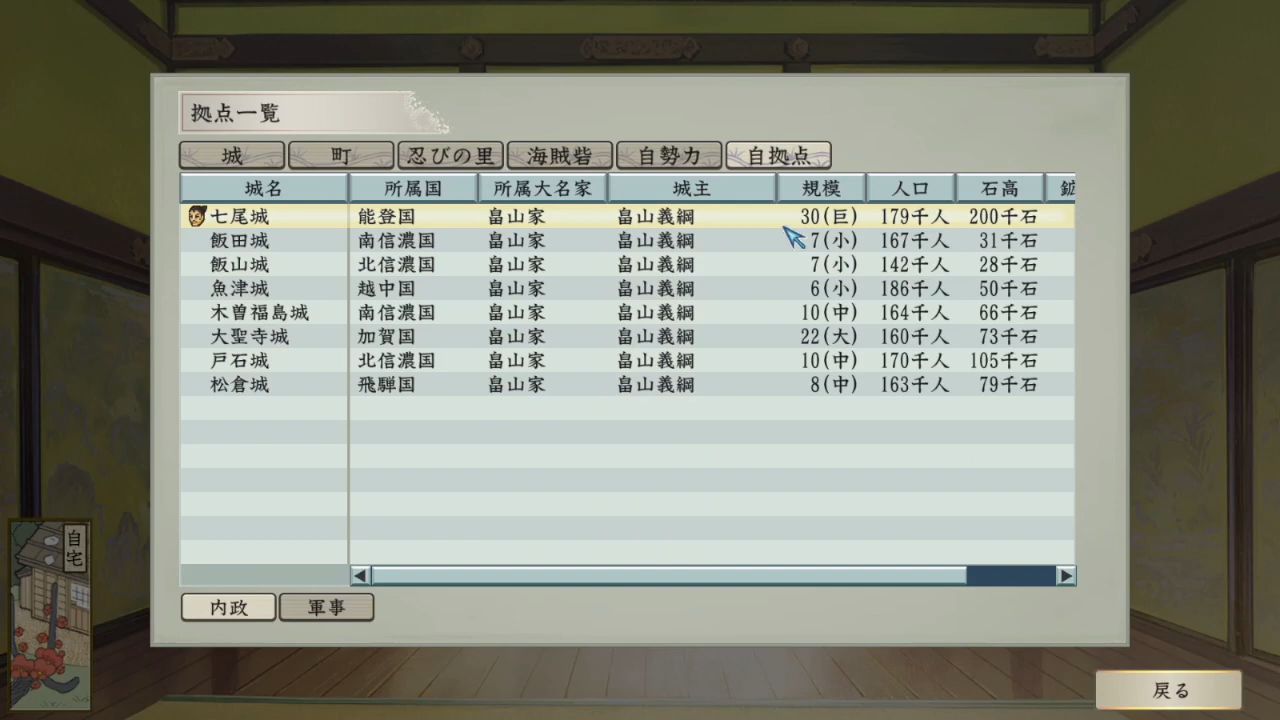 拠点一覧
城 町 忍びの里 海賊砦 自勢力 自拠点
城名 所属国 所属大名家 城主 規模 人口 石高 鉱
七尾城 能登国 畠山家 畠山義綱 30(巨) 179千人 200千石
飯田城 南信濃国 畠山家 畠山義綱 7(小) 167千人 31千石
飯山城 北信濃国 畠山家 畠山義綱 7(小) 142千人 28千石
魚津城 越中国 畠山家 畠山義綱 6(小) 186千人 50千石
木曽福島城 南信濃国 畠山家 畠山義綱 10(中) 164千人 66千石
大聖寺城 加賀国 畠山家 畠山義綱 22(大) 160千人 73千石
戸石城 北信濃国 畠山家 畠山義綱 10(中) 170千人 105千石
松倉城 飛騨国 畠山家 畠山義綱 8(中) 163千人 79千石
自宅
内政 軍事
戻る